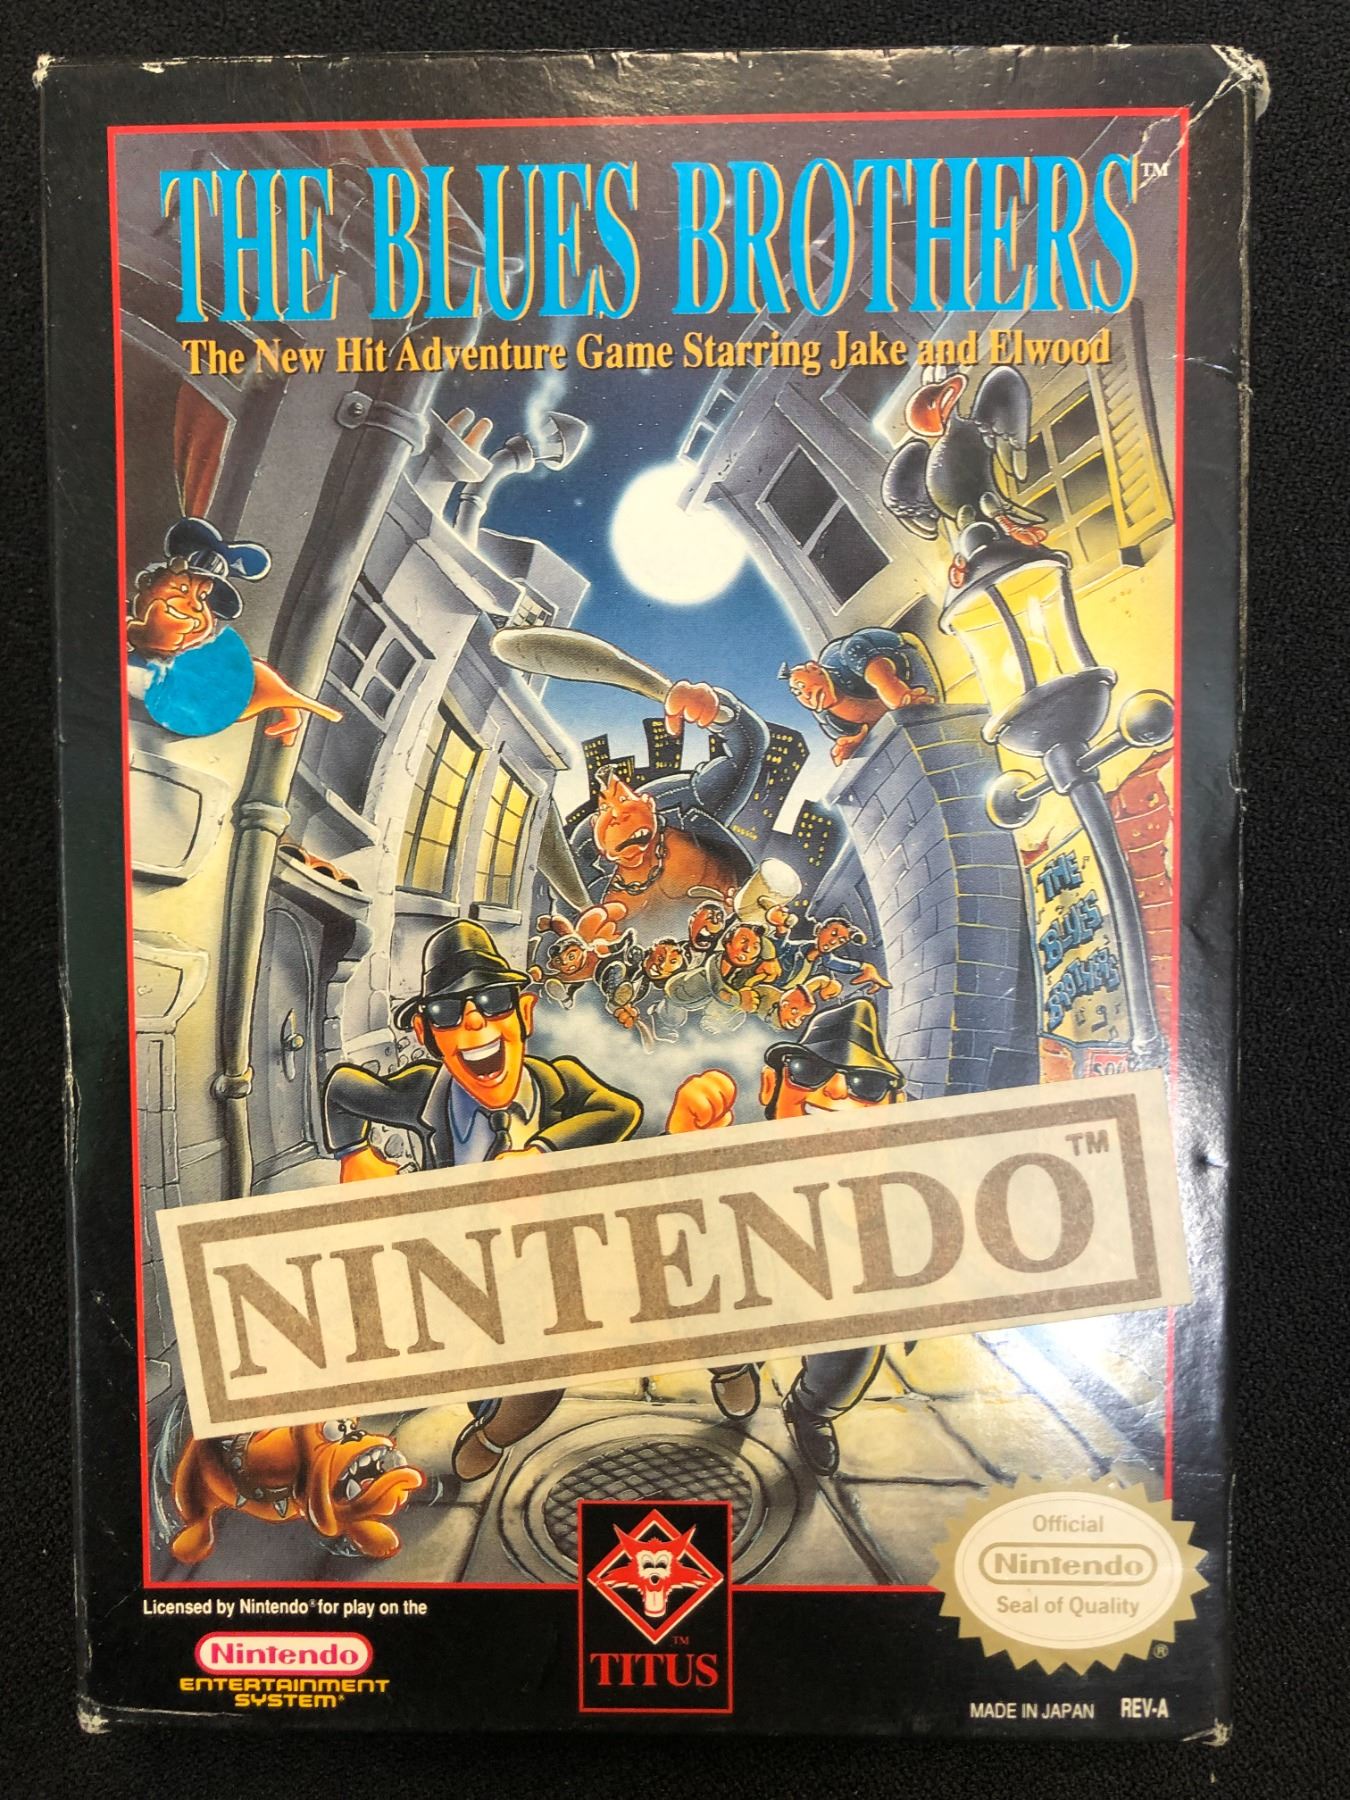 THE BLUES BROTHERS™
The New Hit Adventure Game Starring Jake and Elwood
THE
BLUES
BROTHERS
NINTENDO™
Official
Nintendo
Seal of Quality
®
Licensed by Nintendo® for play on the
Nintendo
ENTERTAINMENT
SYSTEM®
™
TITUS
MADE IN JAPAN REV-A